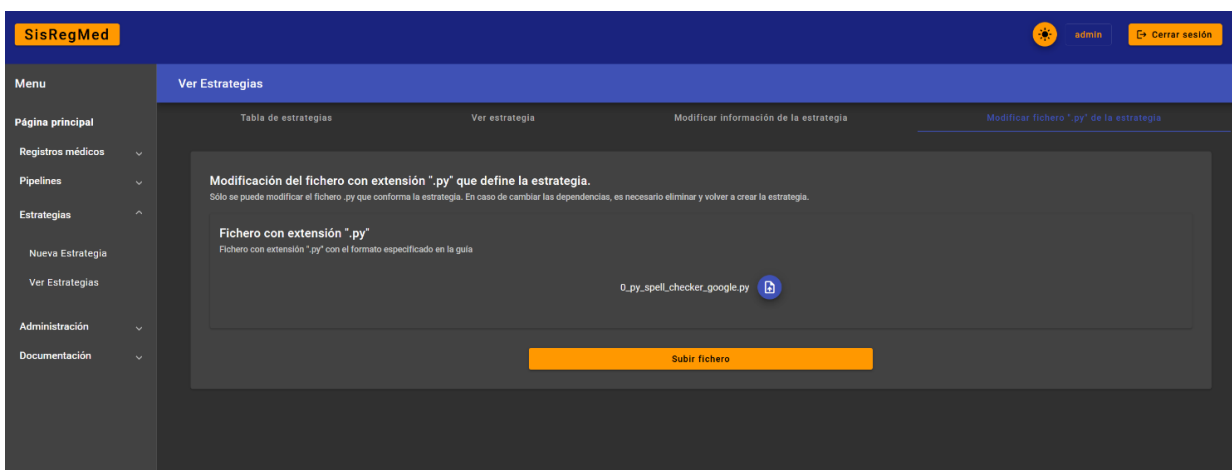 SisRegMed
admin
Cerrar sesión
Menu
Ver Estrategias
Página principal
Tabla de estrategias
Ver estrategia
Modificar información de la estrategia
Modificar fichero ".py" de la estrategia
Registros médicos
Pipelines
Estrategias
Nueva Estrategia
Ver Estrategias
Administración
Documentación
Modificación del fichero con extensión ".py" que define la estrategia.
Sólo se puede modificar el fichero .py que conforma la estrategia. En caso de cambiar las dependencias, es necesario eliminar y volver a crear la estrategia.
Fichero con extensión ".py"
Fichero con extensión ".py" con el formato especificado en la guía
0_py_spell_checker_google.py
Subir fichero